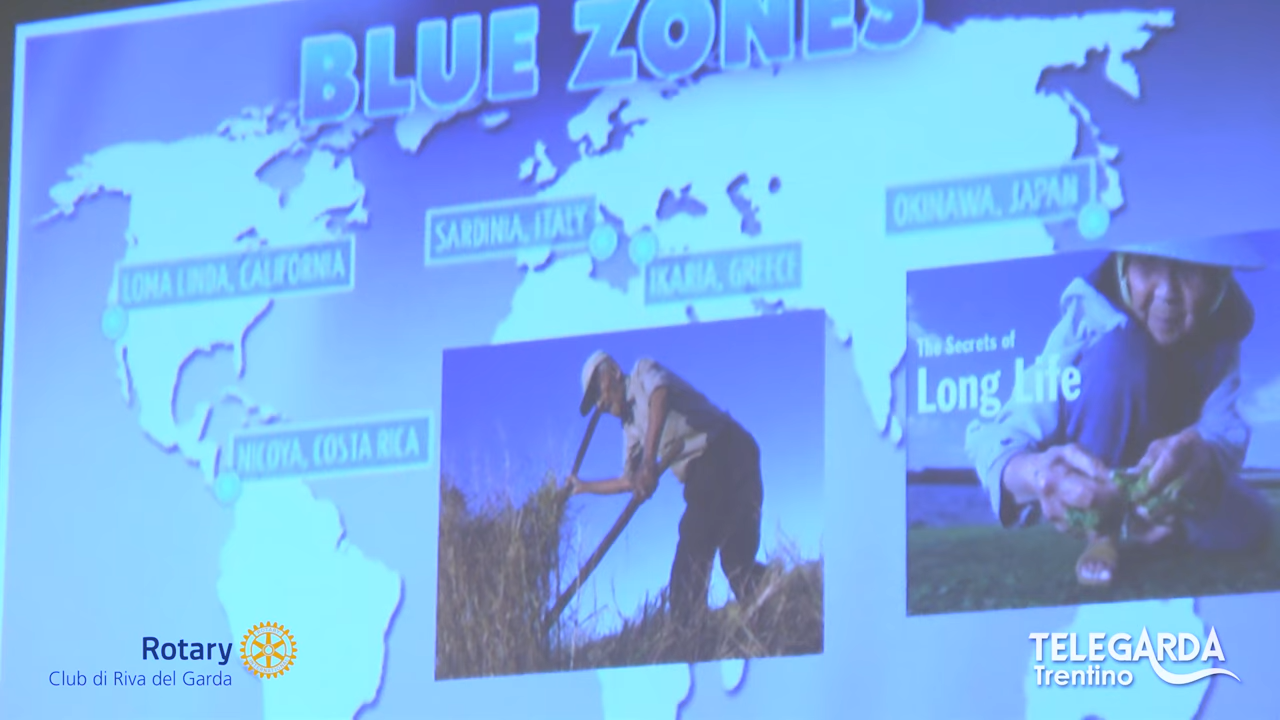 BLUE ZONES
OKINAWA, JAPAN
SARDINIA, ITALY
LOMA LINDA, CALIFORNIA
IKARIA, GREECE
The Secrets of
Long Life
NICOYA, COSTA RICA
Rotary
Club di Riva del Garda
TELEGARDA
Trentino